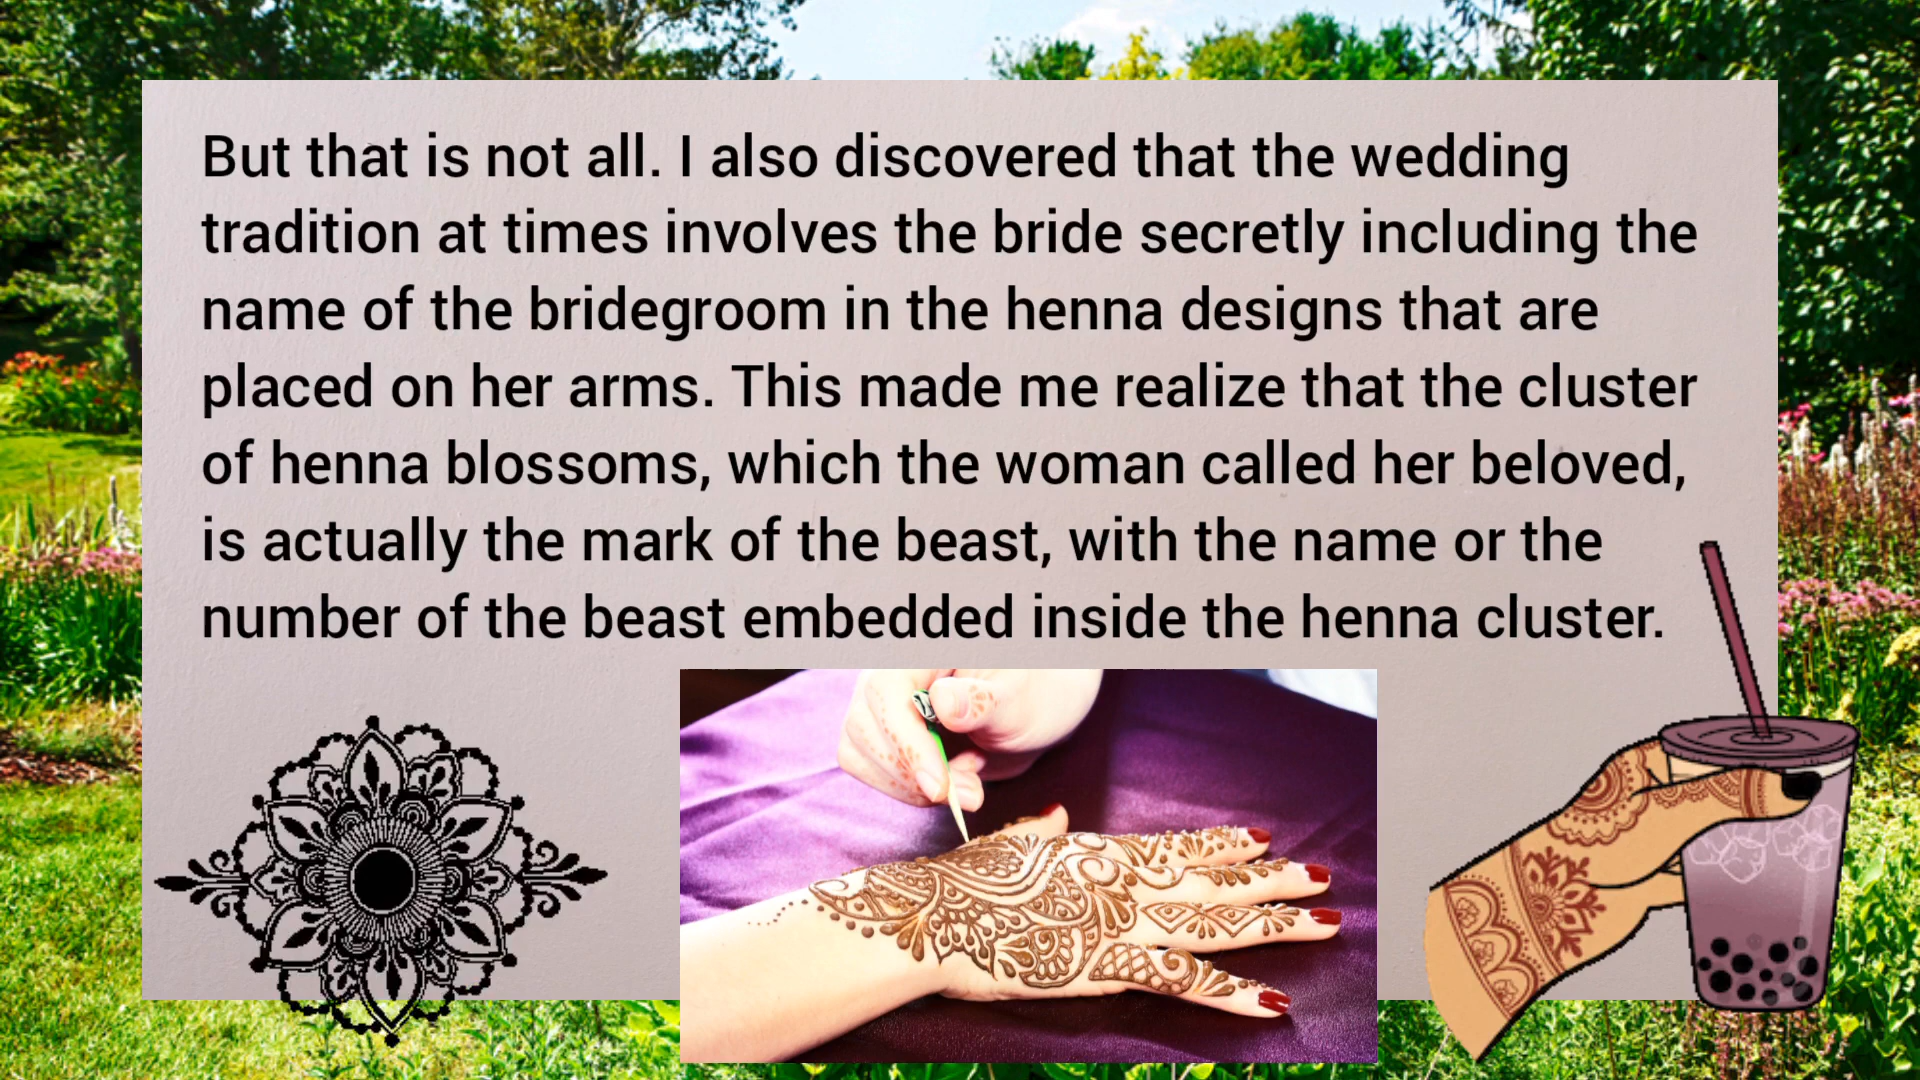 But that is not all. I also discovered that the wedding
tradition at times involves the bride secretly including the
name of the bridegroom in the henna designs that are
placed on her arms. This made me realize that the cluster
of henna blossoms, which the woman called her beloved,
is actually the mark of the beast, with the name or the
number of the beast embedded inside the henna cluster.